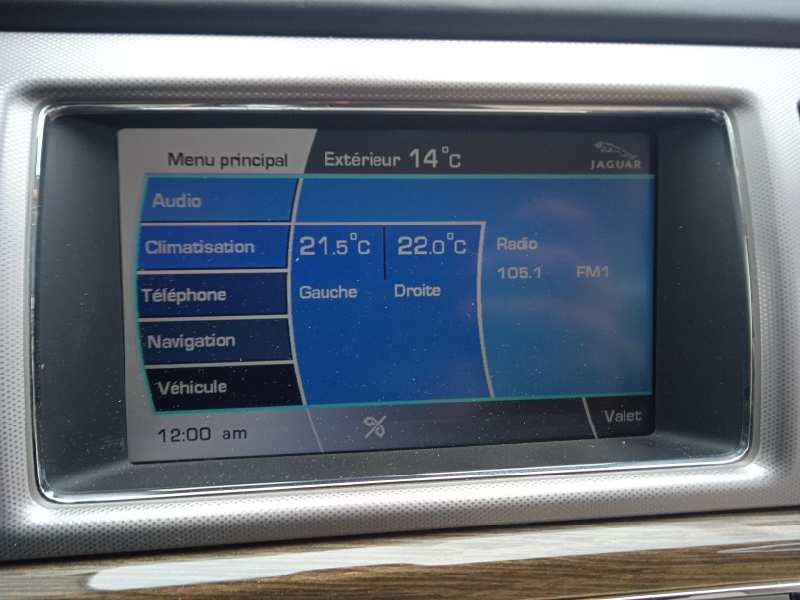 Menu principal Extérieur 14°C JAGUAR
Audio
Climatisation 21.5°C 22.0°C Radio
105.1 FM1
Téléphone Gauche Droite
Navigation
Véhicule
12:00 am Valet